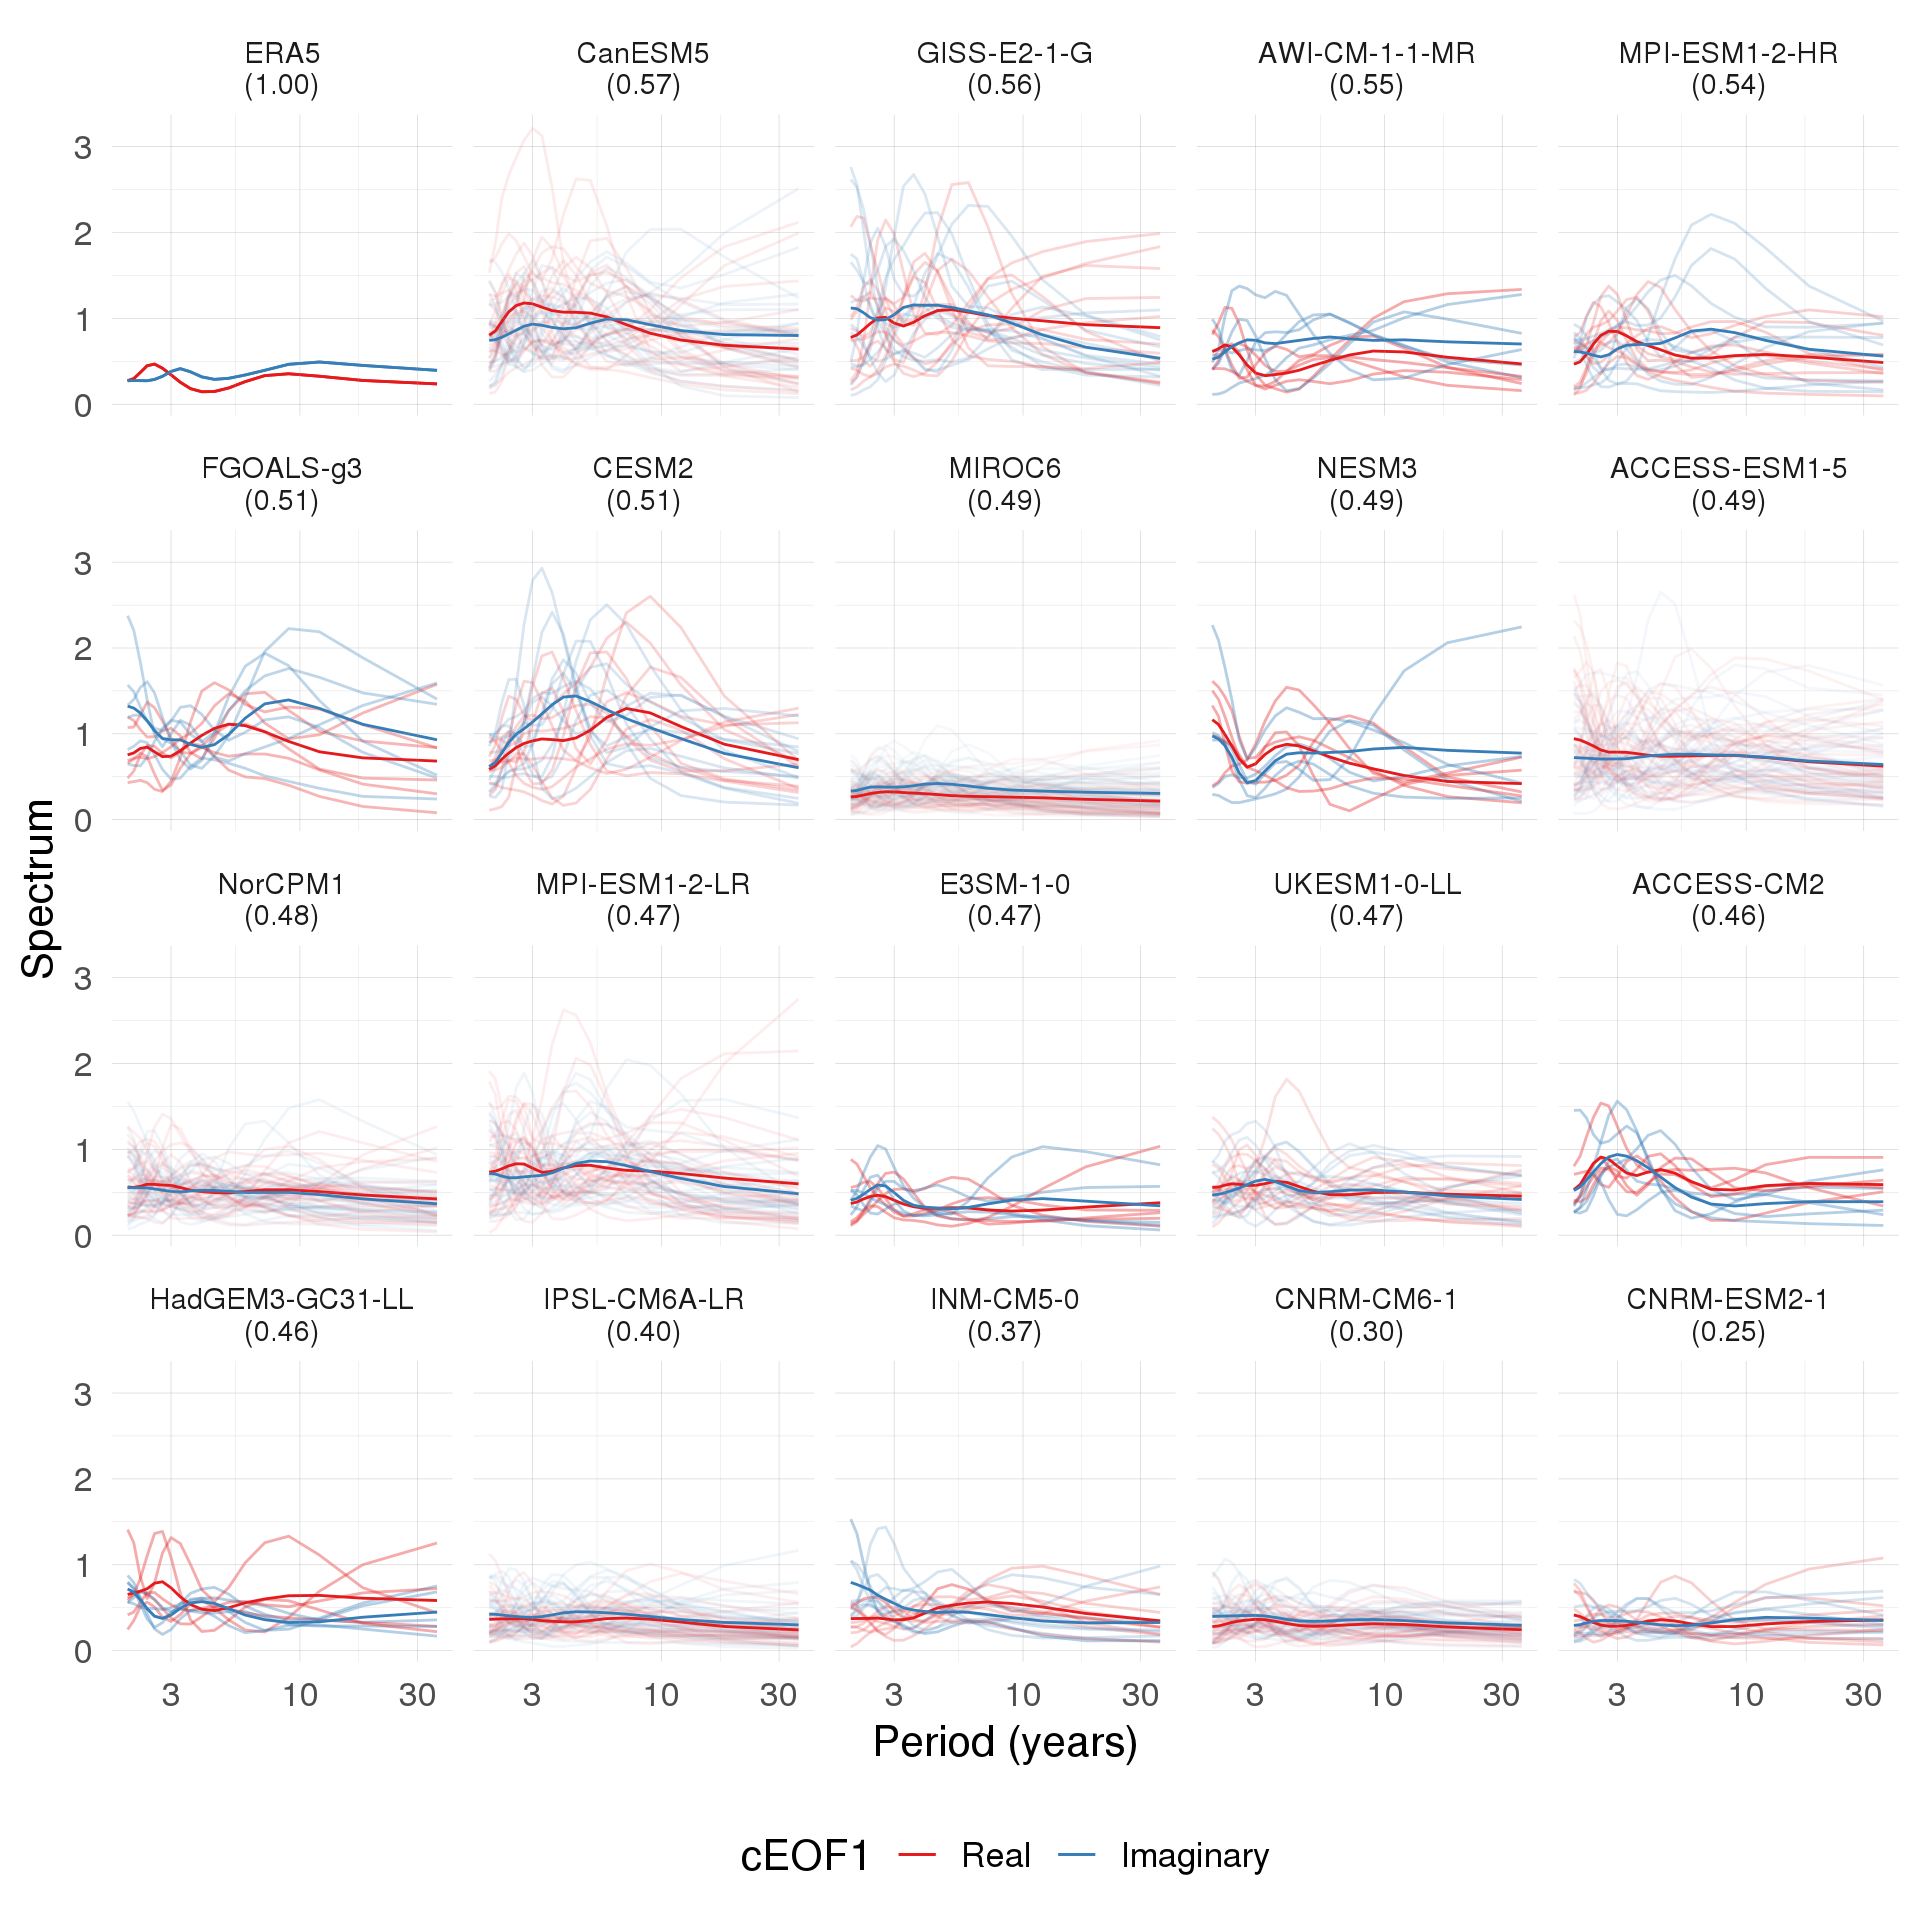 ERA5
(1.00)
CanESM5
(0.57)
GISS-E2-1-G
(0.56)
AWI-CM-1-1-MR
(0.55)
MPI-ESM1-2-HR
(0.54)
3
2
1
0
FGOALS-g3
(0.51)
CESM2
(0.51)
MIROC6
(0.49)
NESM3
(0.49)
ACCESS-ESM1-5
(0.49)
3
2
1
0
Spectrum
NorCPM1
(0.48)
MPI-ESM1-2-LR
(0.47)
E3SM-1-0
(0.47)
UKESM1-0-LL
(0.47)
ACCESS-CM2
(0.46)
3
2
1
0
HadGEM3-GC31-LL
(0.46)
IPSL-CM6A-LR
(0.40)
INM-CM5-0
(0.37)
CNRM-CM6-1
(0.30)
CNRM-ESM2-1
(0.25)
3
2
1
0
3 10 30
3 10 30
3 10 30
3 10 30
3 10 30
Period (years)
cEOF1 Real Imaginary